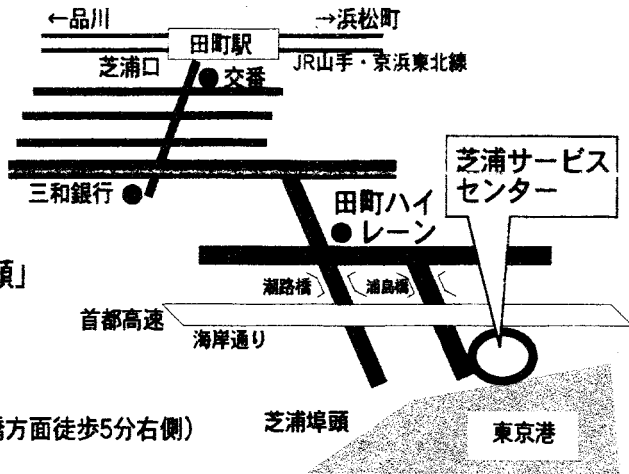 ←品川
→浜松町
田町駅
芝浦口
JR山手・京浜東北線
●交番
芝浦サービス
センター
三和銀行●
田町ハイ
●レーン
頭」
潮路橋
浦島橋
首都高速
海岸通り
橋方面徒歩5分右側）
芝浦埠頭
東京港